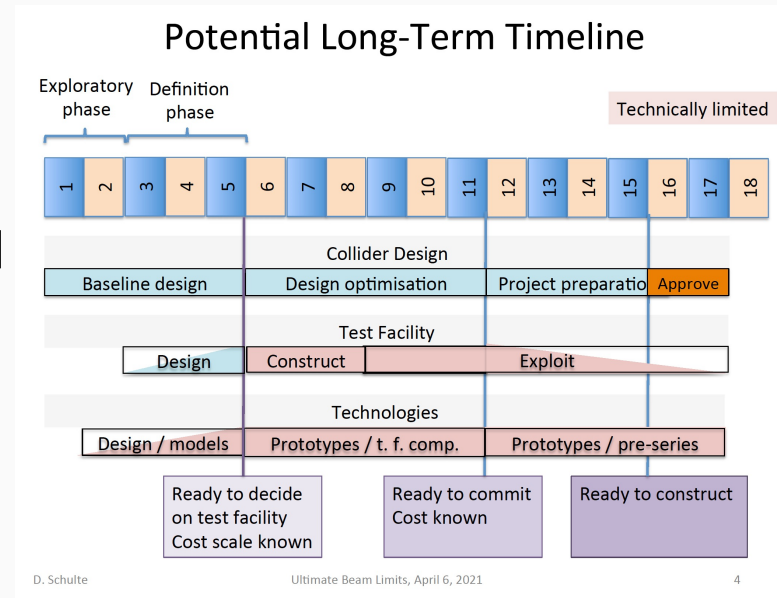 Potential Long-Term Timeline
Exploratory
phase
Definition
phase
Technically limited
1 2 3 4 5 6 7 8 9 10 11 12 13 14 15 16 17 18
Collider Design
Baseline design Design optimisation Project preparatio Approve
Test Facility
Design Construct Exploit
Technologies
Design / models Prototypes / t. f. comp. Prototypes / pre-series
Ready to decide
on test facility
Cost scale known
Ready to commit
Cost known
Ready to construct
D. Schulte Ultimate Beam Limits, April 6, 2021 4